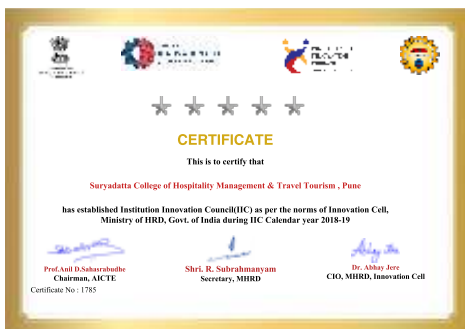 CERTIFICATE
This is to certify that
Suryadatta College of Hospitality Management & Travel Tourism , Pune
has established Institution Innovation Council(IIC) as per the norms of Innovation Cell,
Ministry of HRD, Govt. of India during IIC Calendar year 2018-19
Prof.Anil D.Sahasrabudhe
Chairman, AICTE
Shri. R. Subrahmanyam
Secretary, MHRD
Dr. Abhay Jere
CIO, MHRD, Innovation Cell
Certificate No : 1785